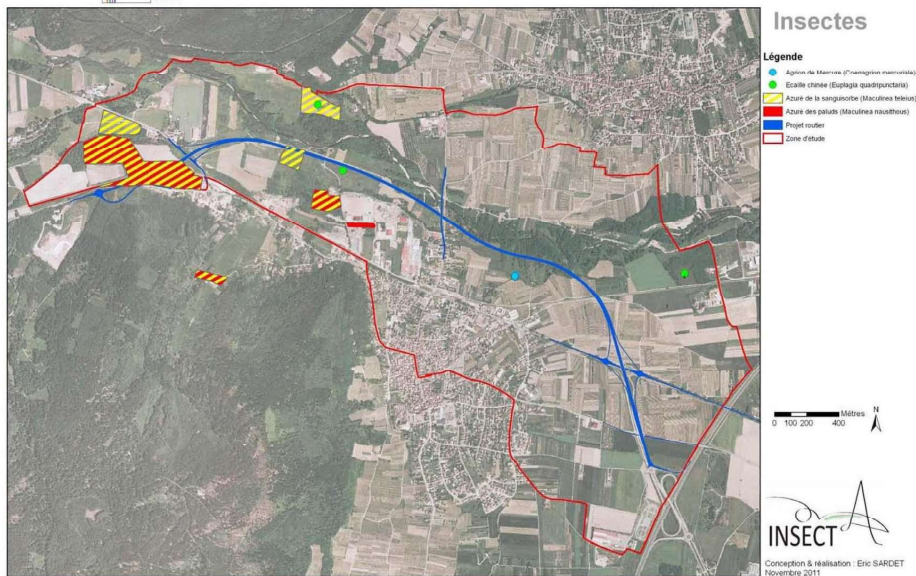 Insectes
Légende
Agrion de Mercure (Coenagrion mercuriale)
Ecaille chinée (Euplagia quadripunctaria)
Azuré de la sanguisorbe (Maculinea teleius)
Azuré des paluds (Maculinea nausithous)
Projet routier
Zone d'étude
Mètres
0 100 200 400
N
INSECTA
Conception & réalisation : Eric SARDET
Novembre 2011